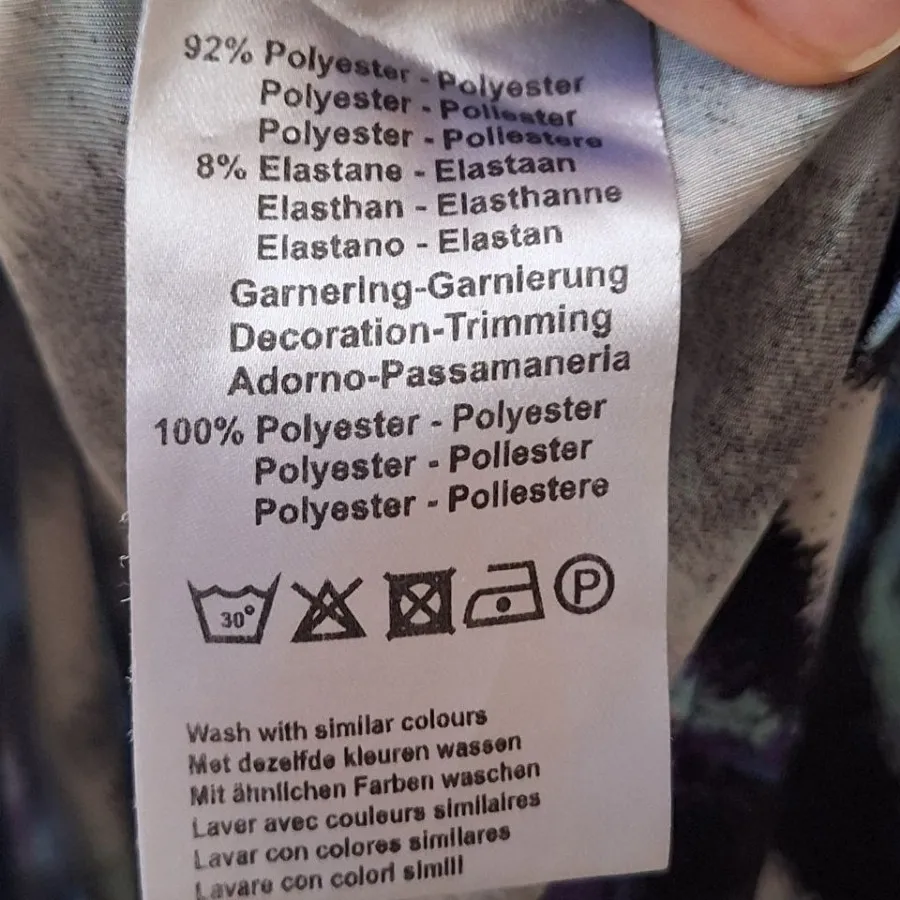 92% Polyester - Polyester
Polyester - Poliester
Polyester - Poliestere
8% Elastane - Elastaan
Elasthan - Elasthanne
Elastano - Elastan
Garnering-Garnierung
Decoration-Trimming
Adorno-Passamaneria
100% Polyester - Polyester
Polyester - Poliester
Polyester - Poliestere
30° P
Wash with similar colours
Met dezelfde kleuren wassen
Mit ähnlichen Farben waschen
Laver avec couleurs similaires
Lavar con colores similares
Lavare con colori simili